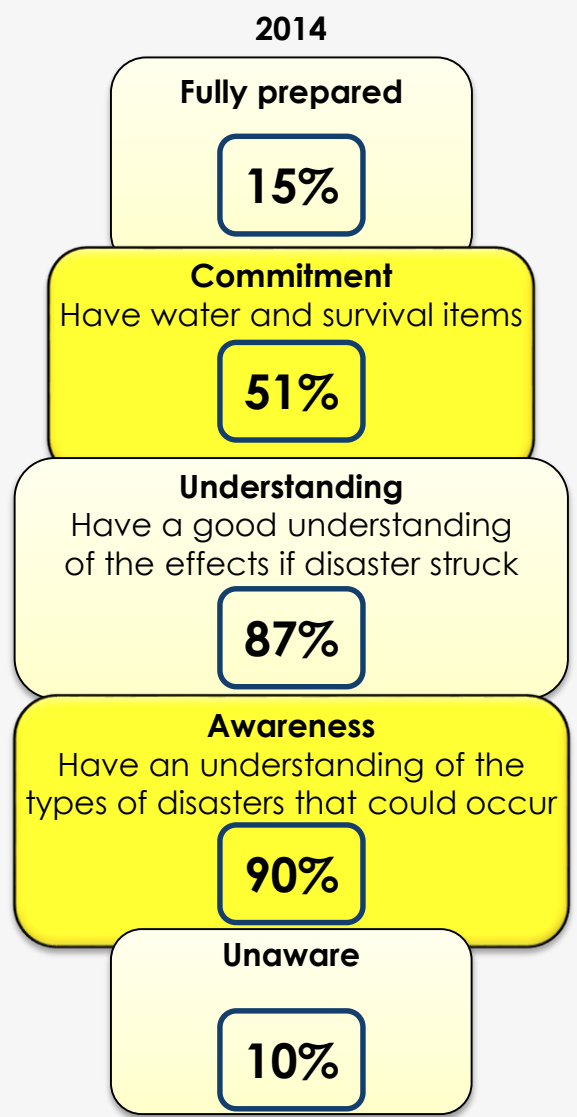 2014
Fully prepared
15%
Commitment
Have water and survival items
51%
Understanding
Have a good understanding
of the effects if disaster struck
87%
Awareness
Have an understanding of the
types of disasters that could occur
90%
Unaware
10%